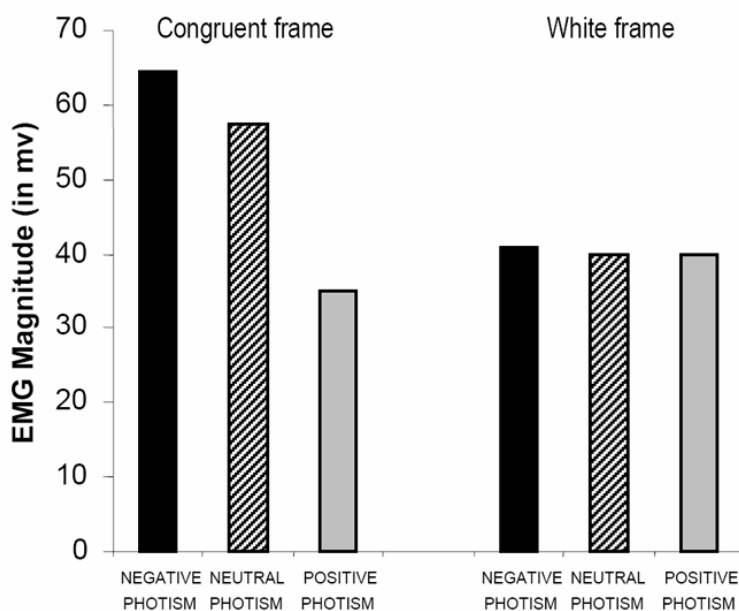 Congruent frame
White frame
EMG Magnitude (in mv)
70
60
50
40
30
20
10
0
NEGATIVE PHOTISM
NEUTRAL PHOTISM
POSITIVE PHOTISM
NEGATIVE PHOTISM
NEUTRAL PHOTISM
POSITIVE PHOTISM